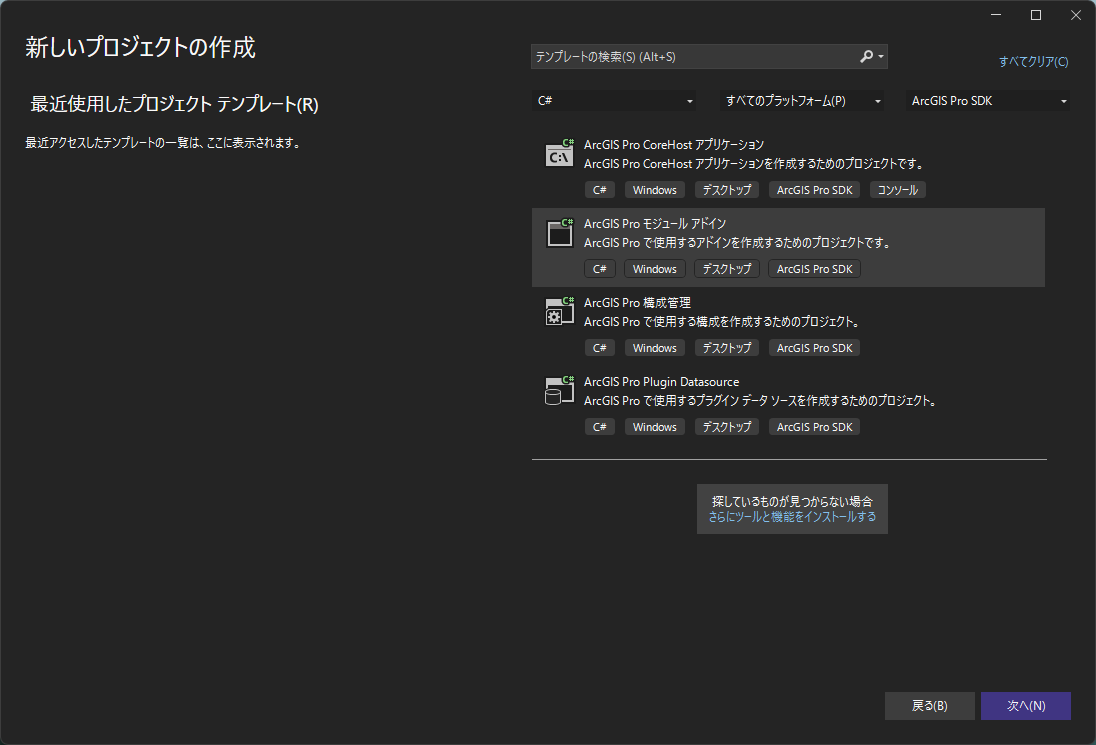 新しいプロジェクトの作成
最近使用したプロジェクト テンプレート(R)
最近アクセスしたテンプレートの一覧は、ここに表示されます。
テンプレートの検索(S) (Alt+S)
すべてクリア(C)
C#
すべてのプラットフォーム(P)
ArcGIS Pro SDK
C#
C:\
ArcGIS Pro CoreHost アプリケーション
ArcGIS Pro CoreHost アプリケーションを作成するためのプロジェクトです。
C# Windows デスクトップ ArcGIS Pro SDK コンソール
C#
ArcGIS Pro モジュール アドイン
ArcGIS Pro で使用するアドインを作成するためのプロジェクトです。
C# Windows デスクトップ ArcGIS Pro SDK
C#
ArcGIS Pro 構成管理
ArcGIS Pro で使用する構成を作成するためのプロジェクト。
C# Windows デスクトップ ArcGIS Pro SDK
C#
ArcGIS Pro Plugin Datasource
ArcGIS Pro で使用するプラグイン データ ソースを作成するためのプロジェクト。
C# Windows デスクトップ ArcGIS Pro SDK
探しているものが見つからない場合
さらにツールと機能をインストールする
戻る(B)
次へ(N)